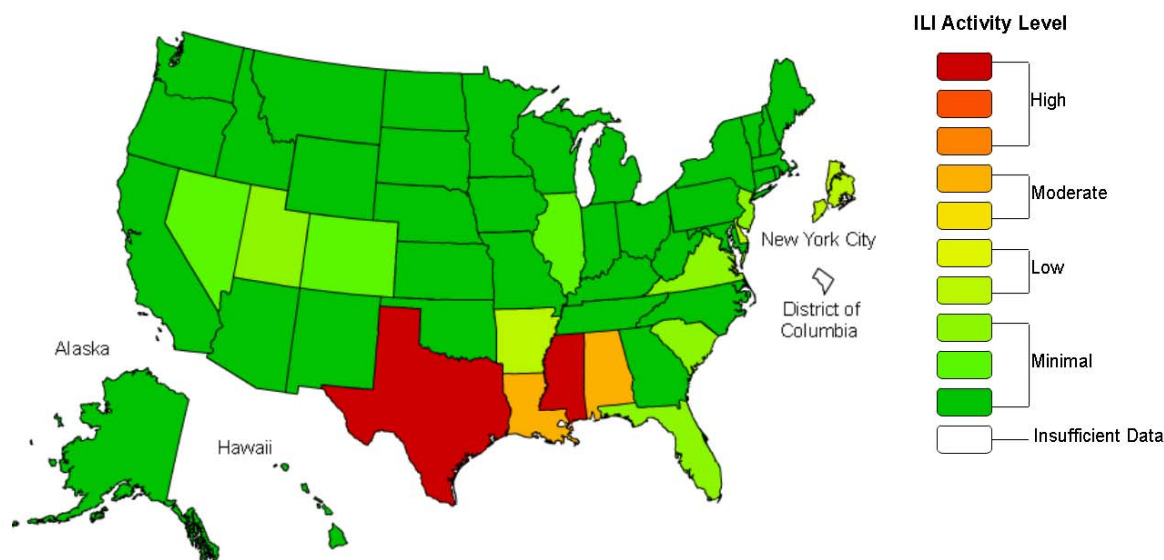 ILI Activity Level
High
Moderate
Low
Minimal
Insufficient Data
New York City
District of
Columbia
Alaska
Hawaii